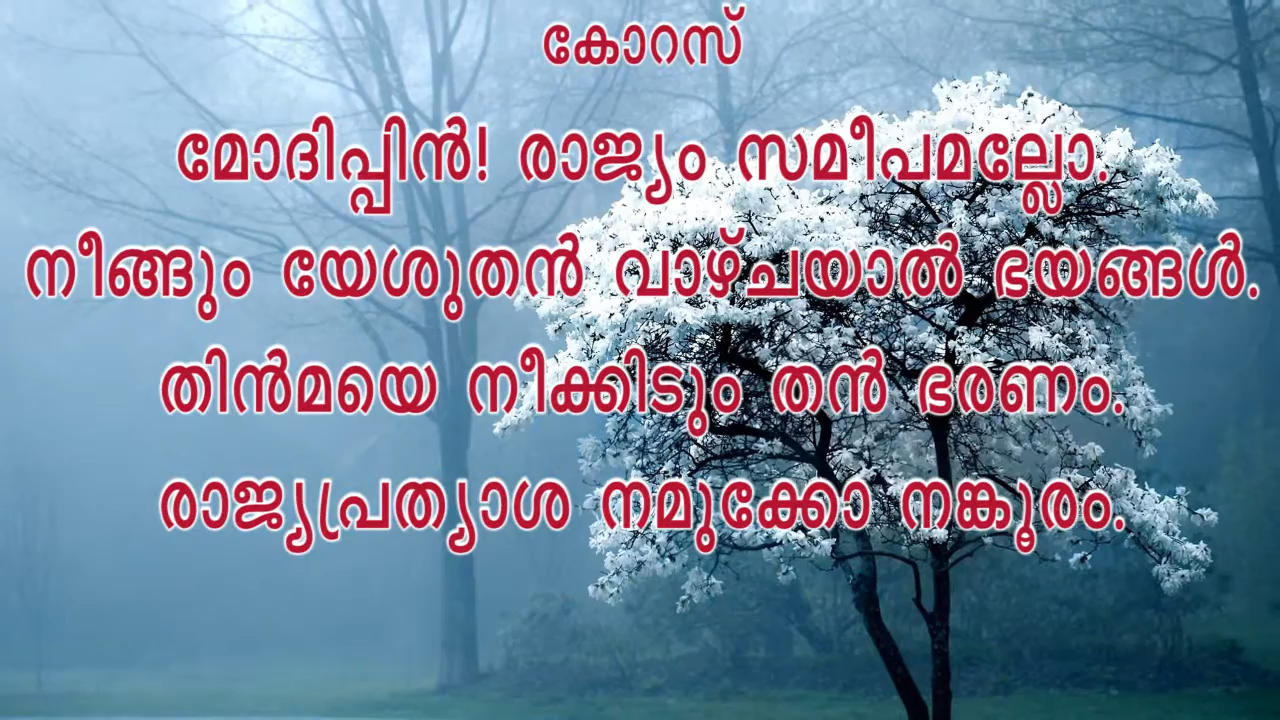 കോറസ്
മോദിപ്പിൻ! രാജ്യം സമീപമല്ലോ.
നീങ്ങും യേശുതൻ വാഴ്ചയാൽ ഭയങ്ങൾ.
തിൻമയെ നീക്കിടും തൻ ഭരണം.
രാജ്യപ്രത്യാശ നമുക്കോ നങ്കൂരം.